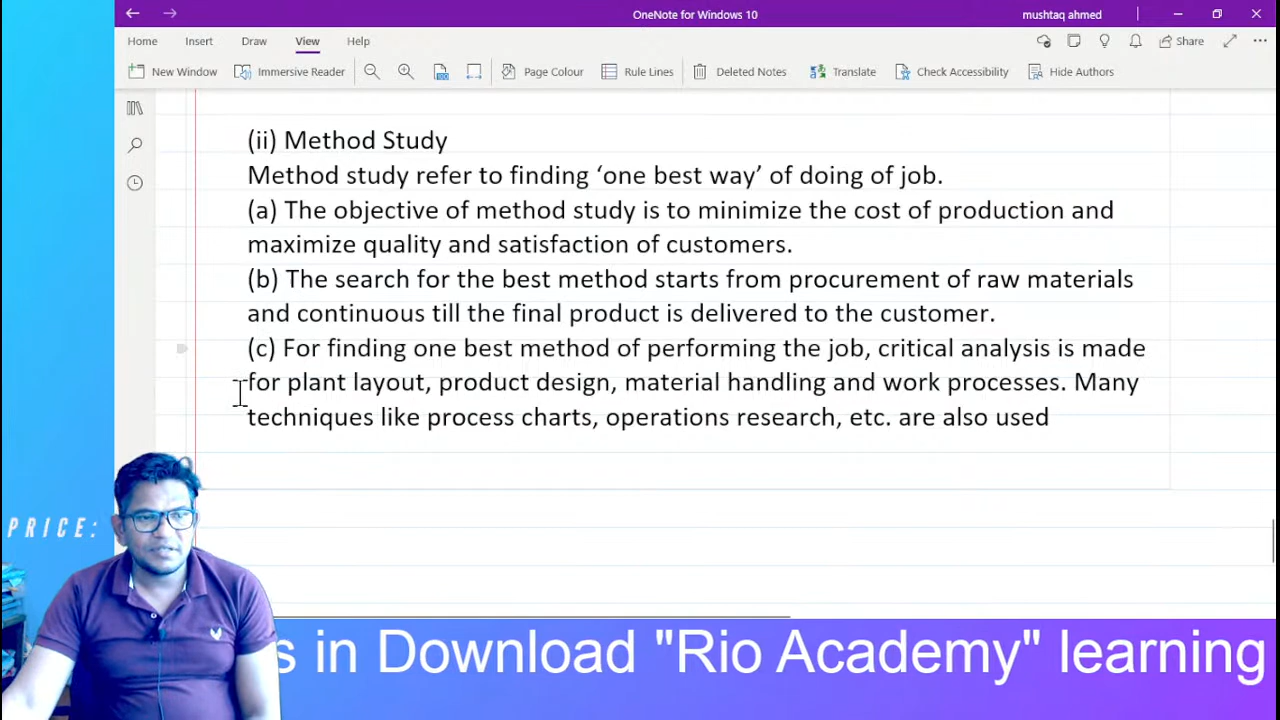 OneNote for Windows 10
mushtaq ahmed
Home Insert Draw View Help
Share
New Window Immersive Reader Page Colour Rule Lines Deleted Notes Translate Check Accessibility Hide Authors
(ii) Method Study
Method study refer to finding ‘one best way’ of doing of job.
(a) The objective of method study is to minimize the cost of production and
maximize quality and satisfaction of customers.
(b) The search for the best method starts from procurement of raw materials
and continuous till the final product is delivered to the customer.
(c) For finding one best method of performing the job, critical analysis is made
for plant layout, product design, material handling and work processes. Many
techniques like process charts, operations research, etc. are also used
PRICE:
s in Download "Rio Academy" learning